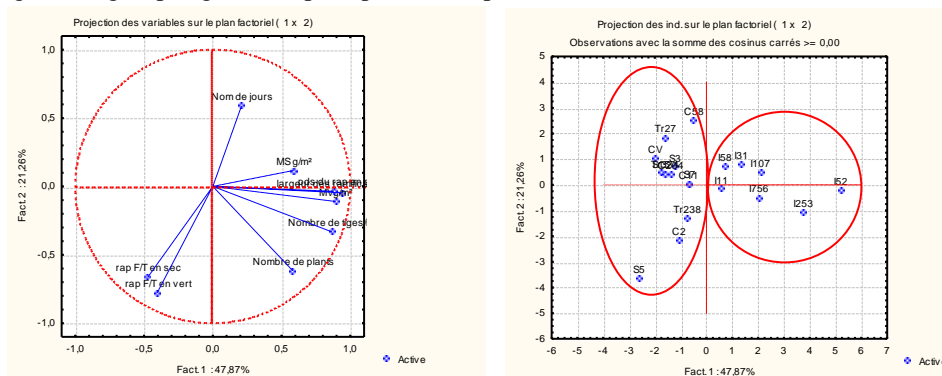 Projection des variables sur le plan factoriel ( 1 x 2)
1,0
Nom de jours
0,5
MS g/m²
0,0
Nombre de tiges
Nombre de plants
-0,5
rap F/T en sec
rap F/T en vert
-1,0
-1,0 -0,5 0,0 0,5 1,0
Fact. 1 : 47,87%
Fact. 2 : 21,26%
Active
Projection des ind. sur le plan factoriel ( 1 x 2)
Observations avec la somme des cosinus carrés >= 0,00
5
4
3
C58
2
Tr27
1
CV S3 I58 I31 I107
0
I11 I52
I756
-1
Tr238 I253
-2
C2
-3
S5
-4
-5
-6
-6 -5 -4 -3 -2 -1 0 1 2 3 4 5 6 7
Fact. 1 : 47,87%
Fact. 2 : 21,26%
Active